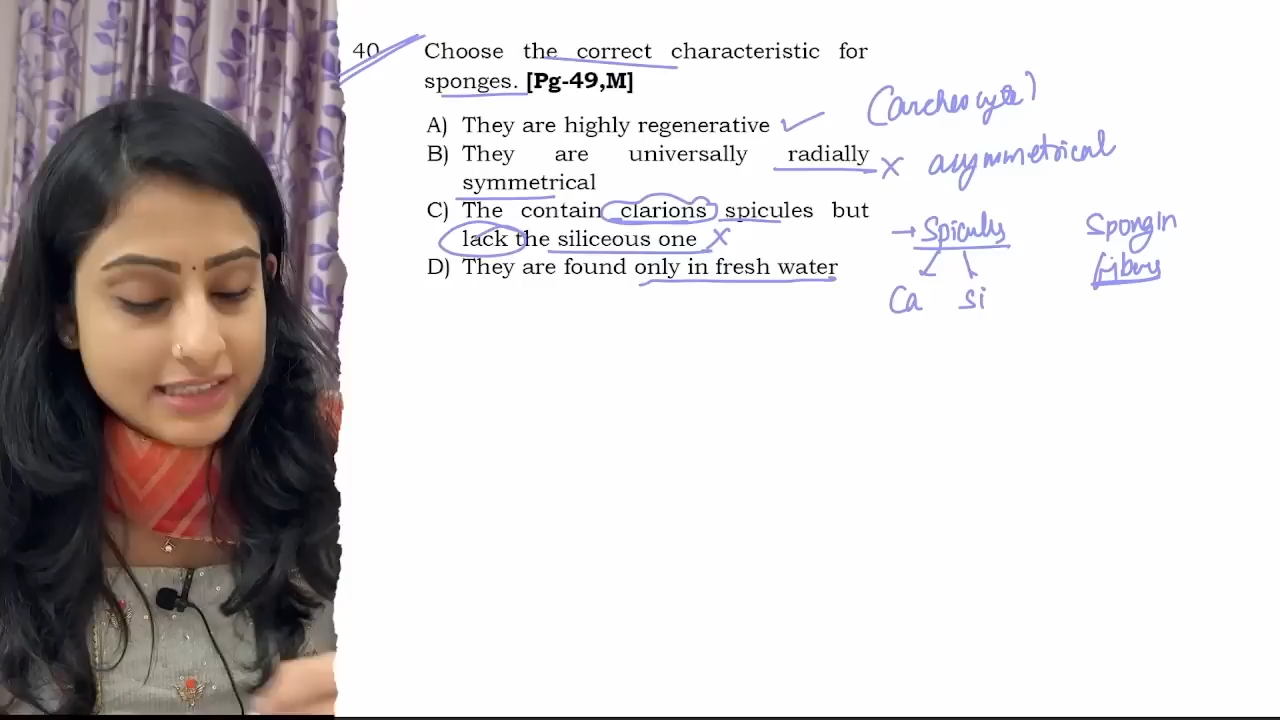 40
Choose the correct characteristic for
sponges. [Pg-49,M]
A) They are highly regenerative
B) They are universally radially
symmetrical
C) The contain clarions spicules but
lack the siliceous one
D) They are found only in fresh water
(archeocyte)
asymmetrical
→ Spicules
Ca Si
Spongin
fibers